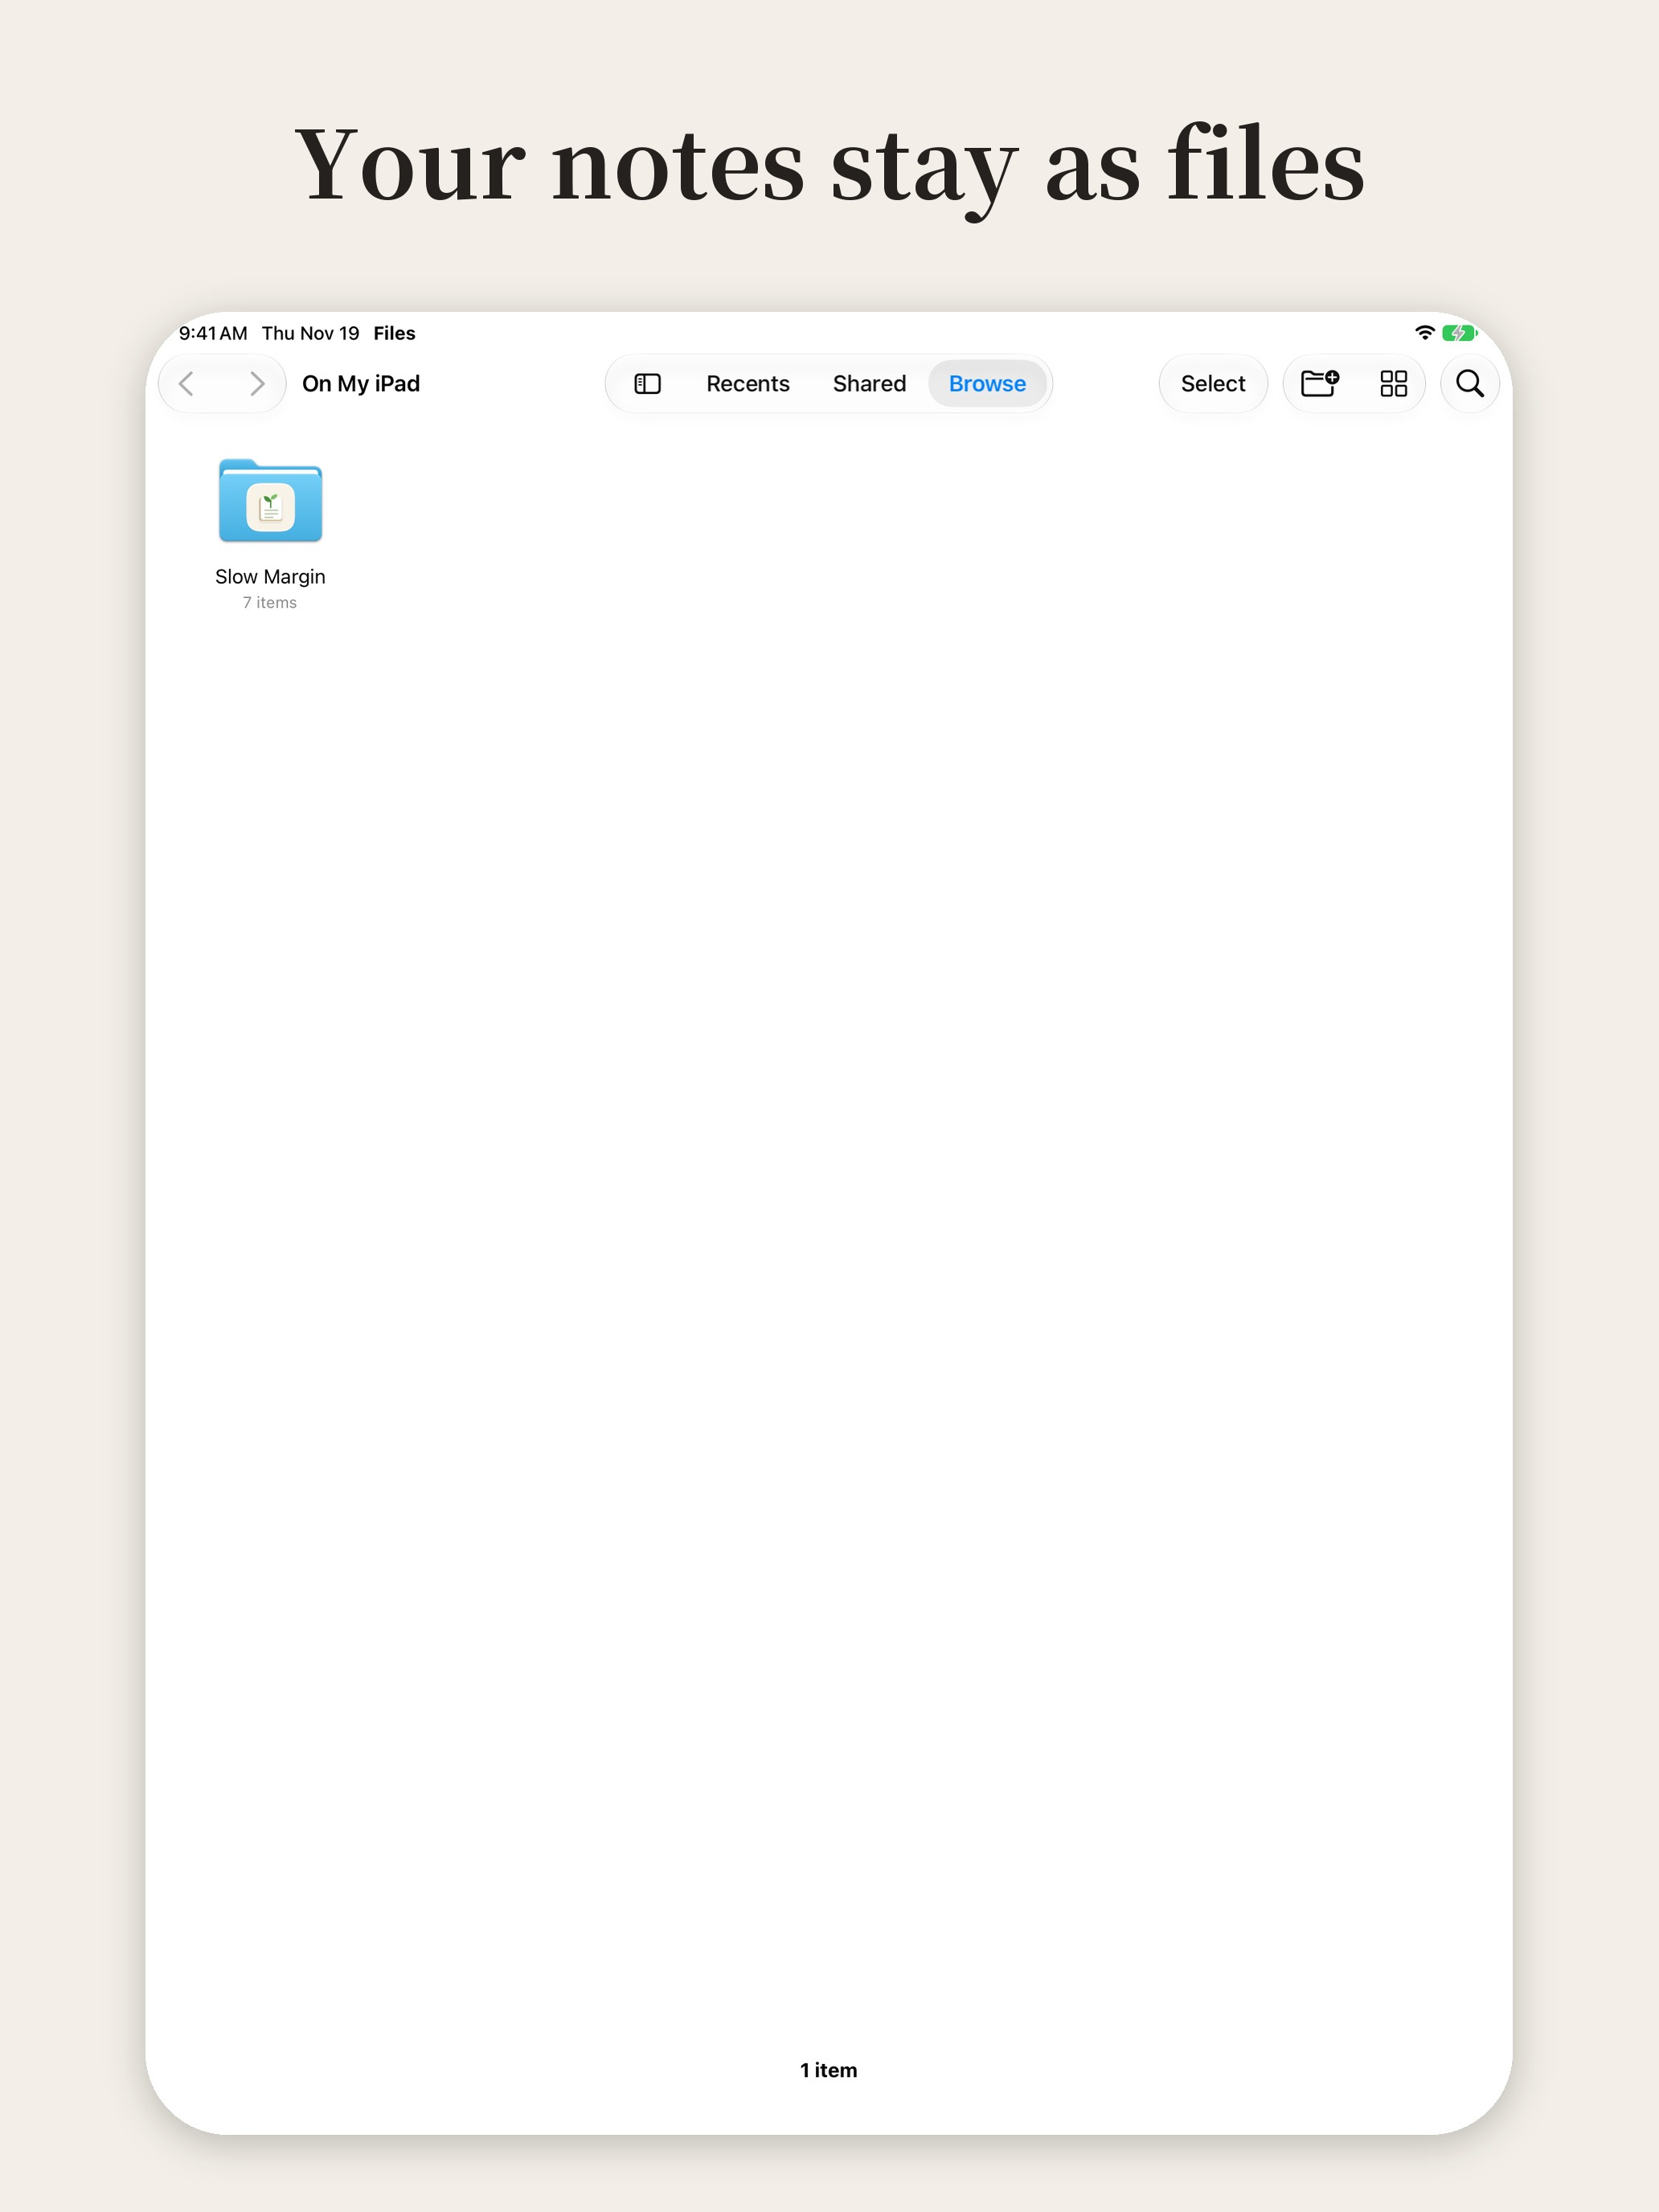 Your notes stay as files
9:41 AM Thu Nov 19 Files
On My iPad Recents Shared Browse Select
Slow Margin
7 items
1 item